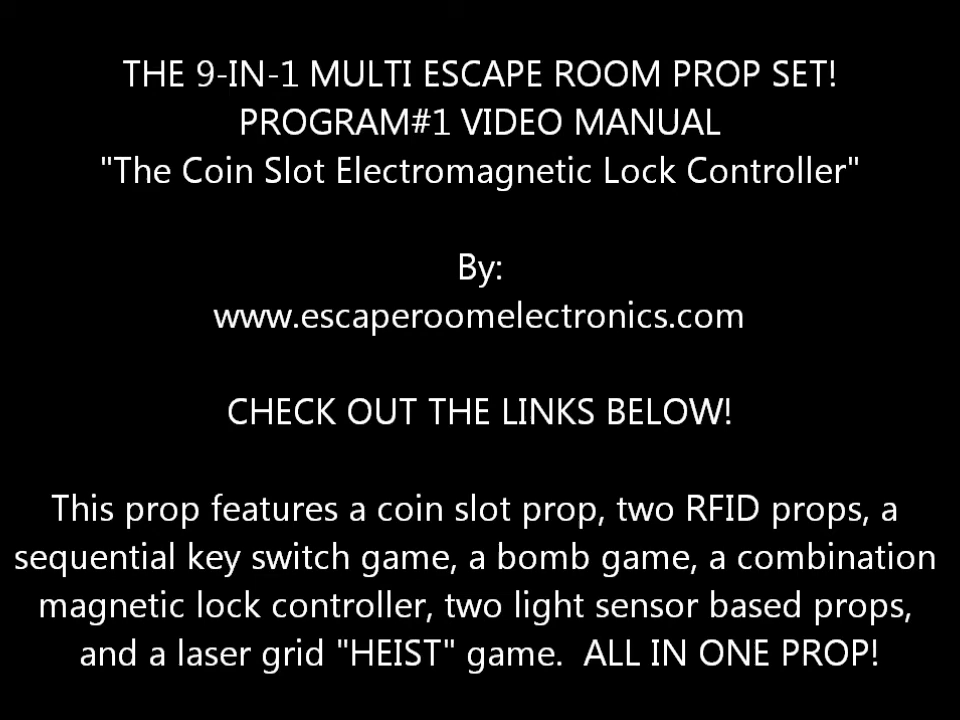 THE 9-IN-1 MULTI ESCAPE ROOM PROP SET!
PROGRAM#1 VIDEO MANUAL
"The Coin Slot Electromagnetic Lock Controller"
By:
www.escaperoomelectronics.com
CHECK OUT THE LINKS BELOW!
This prop features a coin slot prop, two RFID props, a
sequential key switch game, a bomb game, a combination
magnetic lock controller, two light sensor based props,
and a laser grid "HEIST" game.  ALL IN ONE PROP!